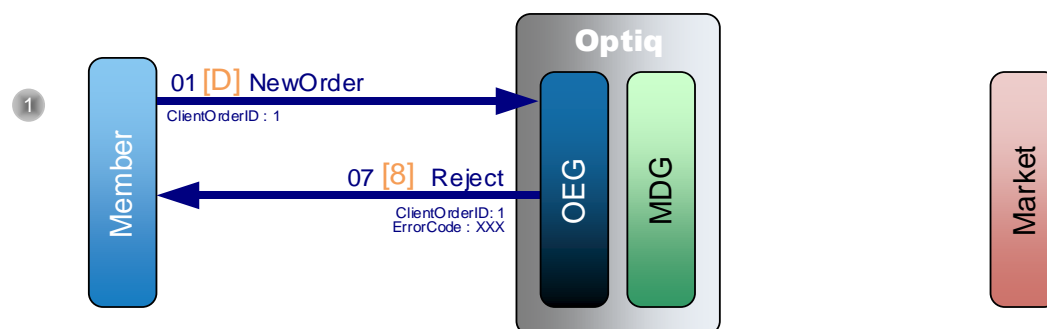 Optiq
1
01 [D] NewOrder
ClientOrderID : 1
07 [8] Reject
ClientOrderID: 1
ErrorCode : XXX
Member
OEG
MDG
Market